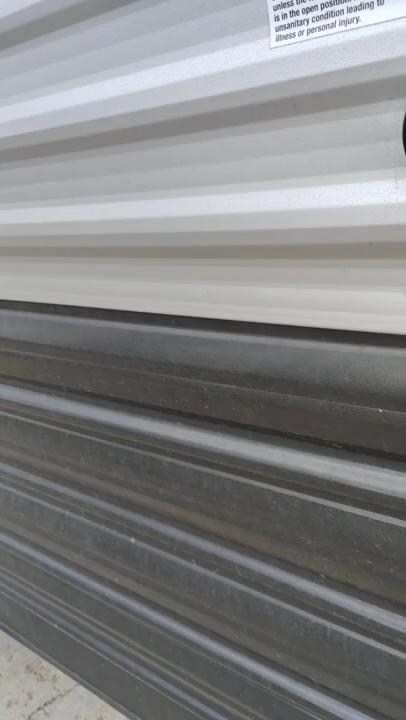 unless the
is in the open position,
unsanitary condition leading to
illness or personal injury.